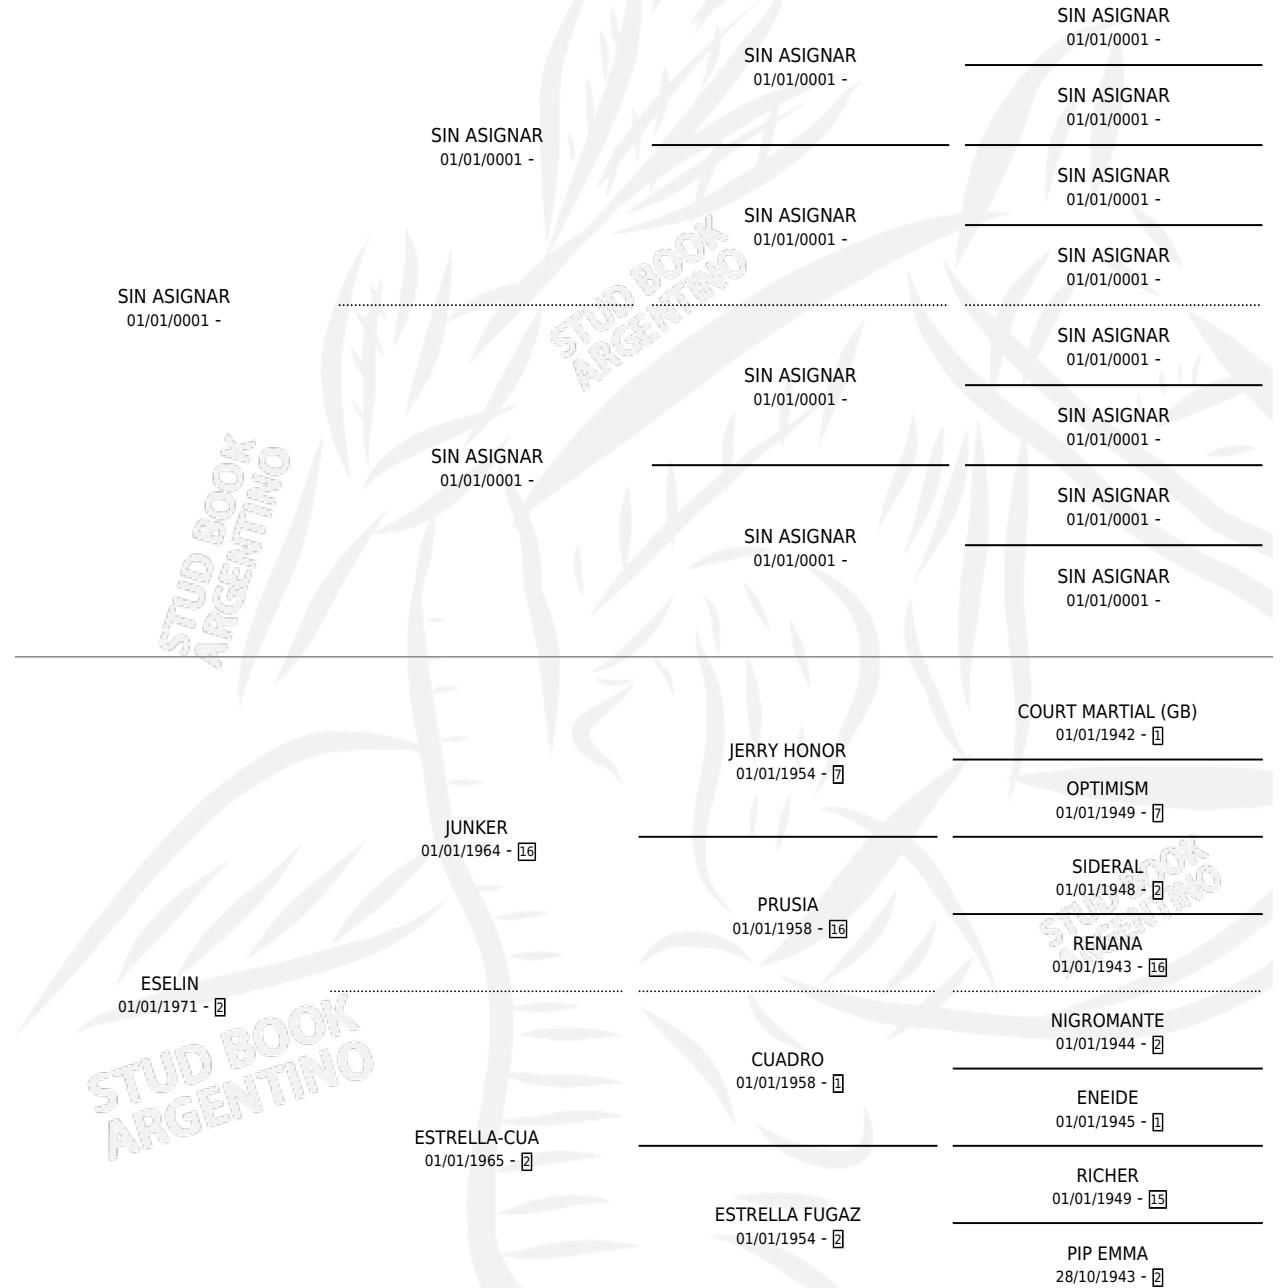 SIN ASIGNAR
01/01/0001 -
SIN ASIGNAR
01/01/0001 -
SIN ASIGNAR
01/01/0001 -
SIN ASIGNAR
01/01/0001 -
SIN ASIGNAR
01/01/0001 -
SIN ASIGNAR
01/01/0001 -
SIN ASIGNAR
01/01/0001 -
SIN ASIGNAR
01/01/0001 -
SIN ASIGNAR
01/01/0001 -
SIN ASIGNAR
01/01/0001 -
SIN ASIGNAR
01/01/0001 -
SIN ASIGNAR
01/01/0001 -
SIN ASIGNAR
01/01/0001 -
SIN ASIGNAR
01/01/0001 -
SIN ASIGNAR
01/01/0001 -
STUD BOOK
ARGENTINO
STUD BOOK
ARGENTINO
COURT MARTIAL (GB)
01/01/1942 - 1
JERRY HONOR
01/01/1954 - 7
OPTIMISM
01/01/1949 - 7
JUNKER
01/01/1964 - 16
SIDERAL
01/01/1948 - 2
PRUSIA
01/01/1958 - 16
RENANA
01/01/1943 - 16
STUD BOOK
ARGENTINO
ESELIN
01/01/1971 - 2
NIGROMANTE
01/01/1944 - 2
CUADRO
01/01/1958 - 1
ENEIDE
01/01/1945 - 1
STUD BOOK
ARGENTINO
ESTRELLA-CUA
01/01/1965 - 2
RICHER
01/01/1949 - 15
ESTRELLA FUGAZ
01/01/1954 - 2
PIP EMMA
28/10/1943 - 2